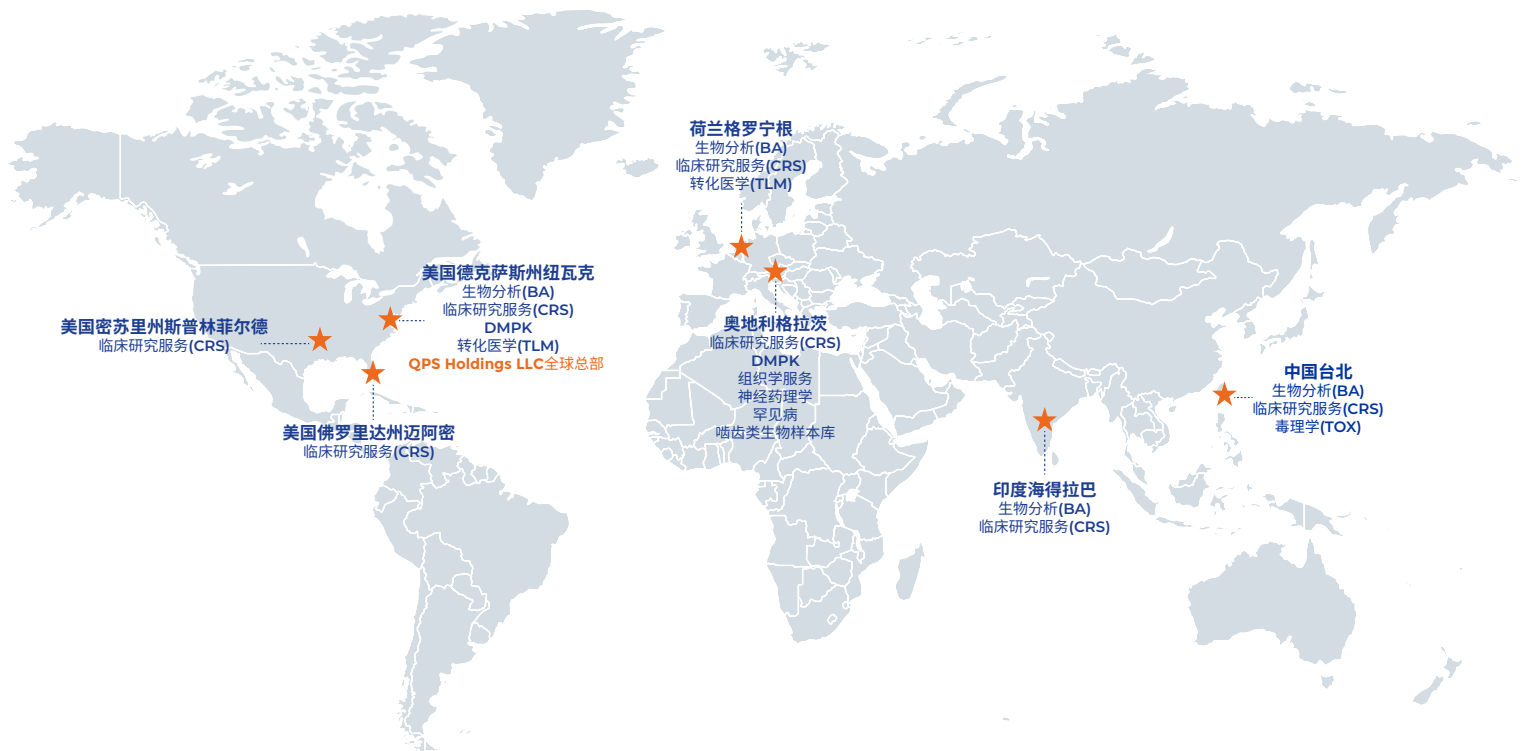 荷兰格罗宁根
生物分析(BA)
临床研究服务(CRS)
转化医学(TLM)
美国德克萨斯州纽瓦克
生物分析(BA)
临床研究服务(CRS)
DMPK
转化医学(TLM)
QPS Holdings LLC全球总部
美国密苏里州斯普林菲尔德
临床研究服务(CRS)
美国佛罗里达州迈阿密
临床研究服务(CRS)
奥地利格拉茨
临床研究服务(CRS)
DMPK
组织学服务
神经药理学
罕见病
啮齿类生物样本库
中国台北
生物分析(BA)
临床研究服务(CRS)
毒理学(TOX)
印度海得拉巴
生物分析(BA)
临床研究服务(CRS)